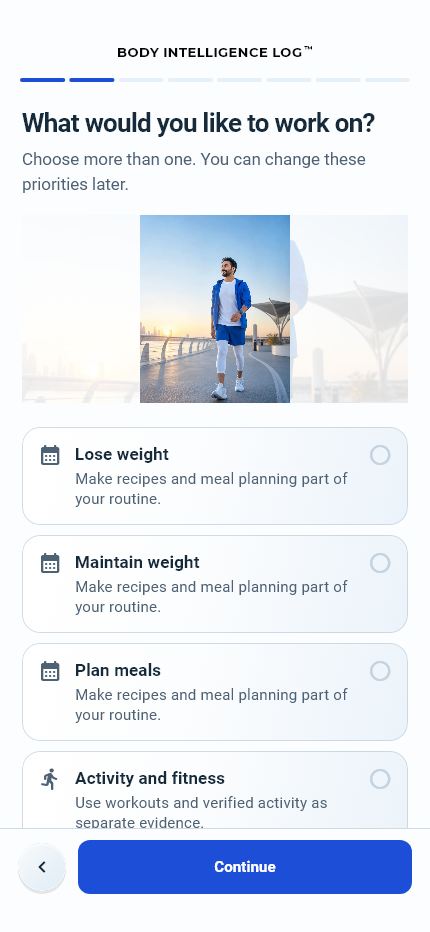 BODY INTELLIGENCE LOG™
What would you like to work on?
Choose more than one. You can change these
priorities later.
Lose weight
Make recipes and meal planning part of
your routine.
Maintain weight
Make recipes and meal planning part of
your routine.
Plan meals
Make recipes and meal planning part of
your routine.
Activity and fitness
Use workouts and verified activity as
separate evidence.
Continue